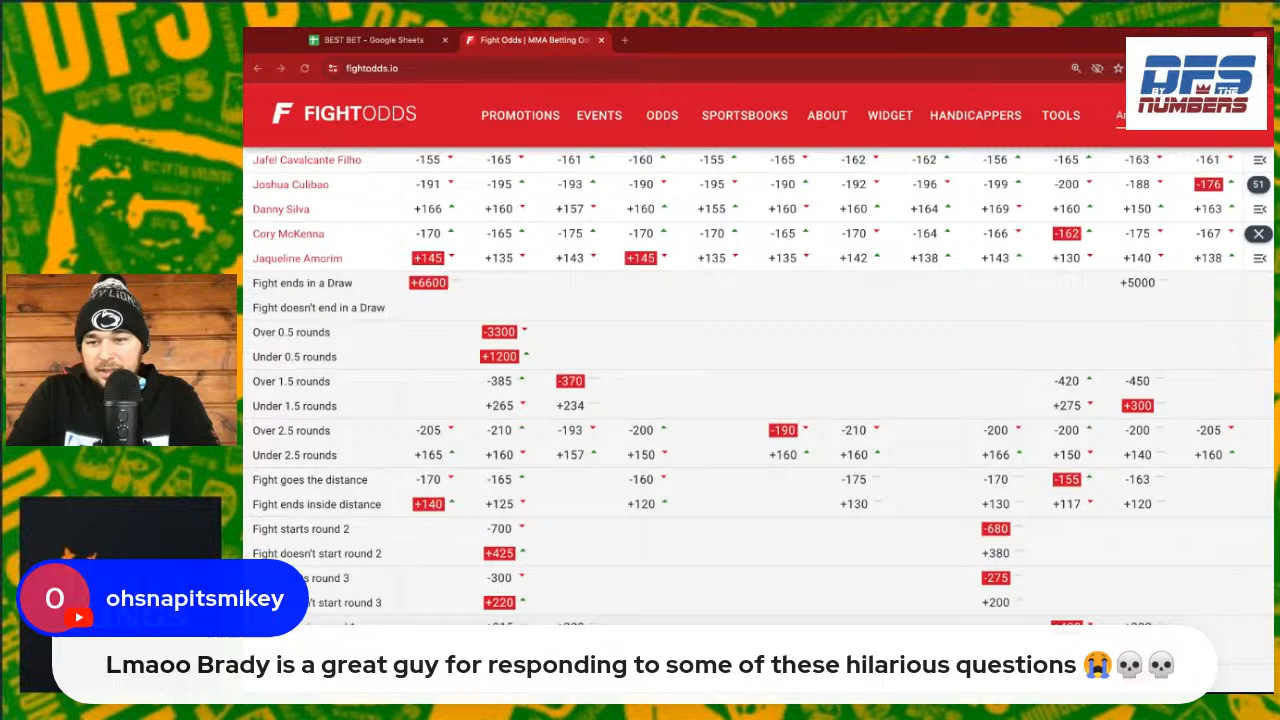 BEST BET - Google Sheets
Fight Odds | MMA Betting Od
fightodds.io
DFS
BY THE
NUMBERS
F FIGHTODDS PROMOTIONS EVENTS ODDS SPORTSBOOKS ABOUT WIDGET HANDICAPPERS TOOLS
Jafel Cavalcante Filho -155 -165 -161 -160 -155 -165 -162 -162 -156 -165 -163 -161
Joshua Culibao -191 -195 -193 -190 -195 -190 -192 -196 -199 -200 -188 -176 51
Danny Silva +166 +160 +157 +160 +155 +160 +160 +164 +169 +160 +150 +163
Cory McKenna -170 -165 -175 -170 -170 -165 -170 -164 -166 -162 -175 -167
Jaqueline Amorim +145 +135 +143 +145 +135 +135 +142 +138 +143 +130 +140 +138
Fight ends in a Draw +6600 +5000
Fight doesn't end in a Draw
Over 0.5 rounds -3300
Under 0.5 rounds +1200
Over 1.5 rounds -385 -370 -420 -450
Under 1.5 rounds +265 +234 +275 +300
Over 2.5 rounds -205 -210 -193 -200 -190 -210 -200 -200 -200 -205
Under 2.5 rounds +165 +160 +157 +150 +160 +160 +166 +150 +140 +160
Fight goes the distance -170 -165 -160 -175 -170 -155 -163
Fight ends inside distance +140 +125 +120 +130 +130 +117 +120
Fight starts round 2 -700 -680
Fight doesn't start round 2 +425 +380
round 3 -300 -275
start round 3 +220 +200
O ohsnapitsmikey
Lmaoo Brady is a great guy for responding to some of these hilarious questions 😭💀💀